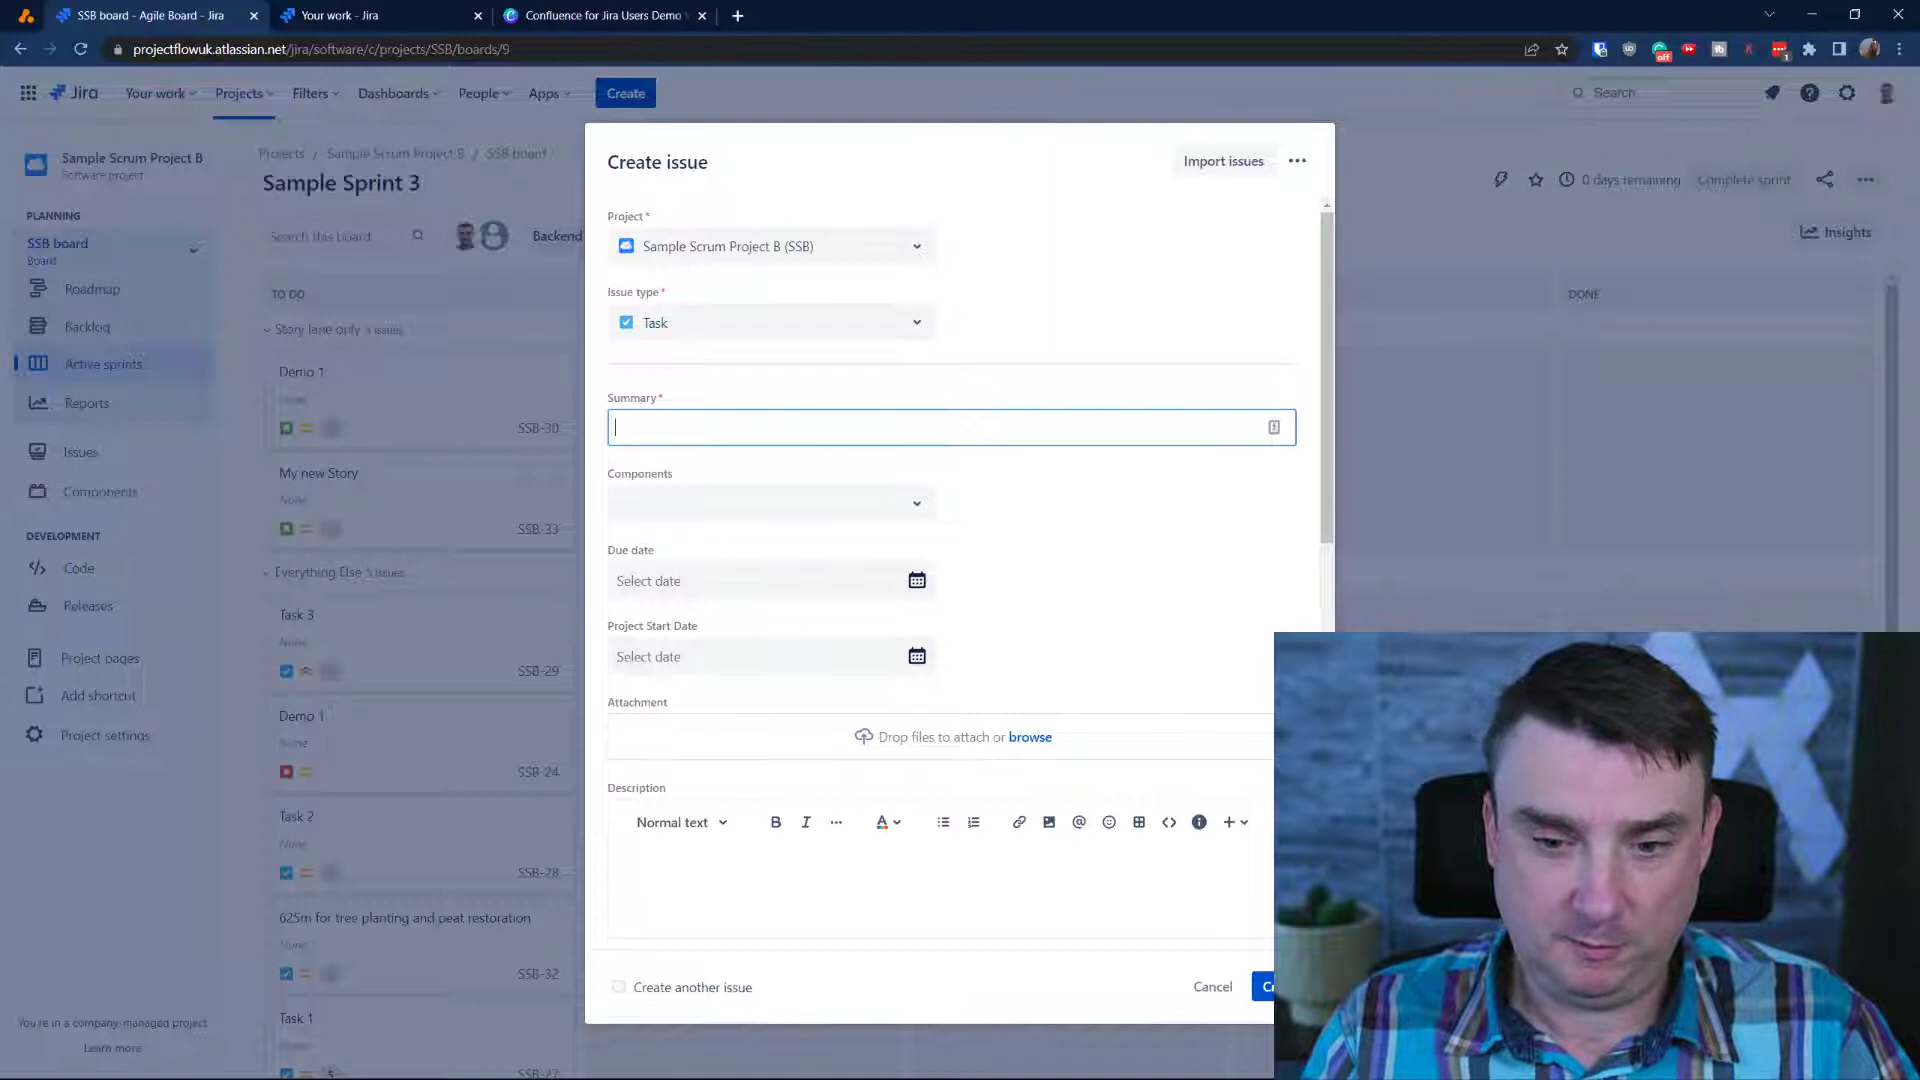 SSB board - Agile Board - Jira
Your work - Jira
Confluence for Jira Users Demo
projectflowuk.atlassian.net/jira/software/c/projects/SSB/boards/9
off
1
Jira
Your work
Projects
Filters
Dashboards
People
Apps
Create
Search
Sample Scrum Project B
Software project
PLANNING
SSB board
Board
Roadmap
Backlog
Active sprints
Reports
Issues
Components
DEVELOPMENT
Code
Releases
Project pages
Add shortcut
Project settings
You're in a company-managed project
Learn more
Projects / Sample Scrum Project B / SSB board
Sample Sprint 3
0 days remaining
Complete sprint
Search this board
Backend
Insights
TO DO
DONE
Story lane only
issues
Demo 1
None
SSB-30
My new Story
None
SSB-33
Everything Else 5 issues
Task 3
None
SSB-29
Demo 1
None
SSB-24
Task 2
None
SSB-28
625m for tree planting and peat restoration
None
SSB-32
Task 1
None
SSB-27
Create issue
Import issues
Project*
Sample Scrum Project B (SSB)
Issue type*
Task
Summary*
Components
Due date
Select date
Project Start Date
Select date
Attachment
Drop files to attach or browse
Description
Normal text
B I A @
Create another issue
Cancel